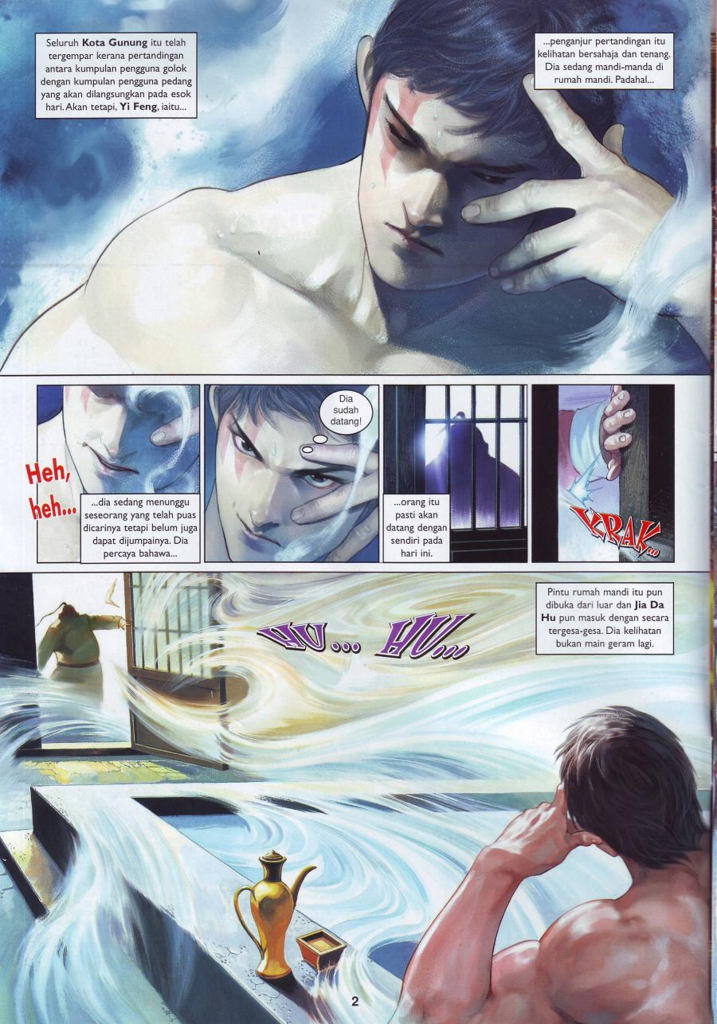 Seluruh Kota Gunung itu telah
tergempar kerana pertandingan
antara kumpulan pengguna golok
dengan kumpulan pengguna pedang
yang akan dilangsungkan pada esok
hari. Akan tetapi, Yi Feng, iaitu...
...penganjur pertandingan itu
kelihatan bersahaja dan tenang.
Dia sedang mandi-manda di
rumah mandi. Padahal...
Heh,
heh...
...dia sedang menunggu
seseorang yang telah puas
dicarinya tetapi belum juga
dapat dijumpainya. Dia
percaya bahawa...
Dia
sudah
datang!
...orang itu
pasti akan
datang dengan
sendiri pada
hari ini.
KRAK...
Pintu rumah mandi itu pun
dibuka dari luar dan Jia Da
Hu pun masuk dengan secara
tergesa-gesa. Dia kelihatan
bukan main geram lagi.
HU... HU...
2